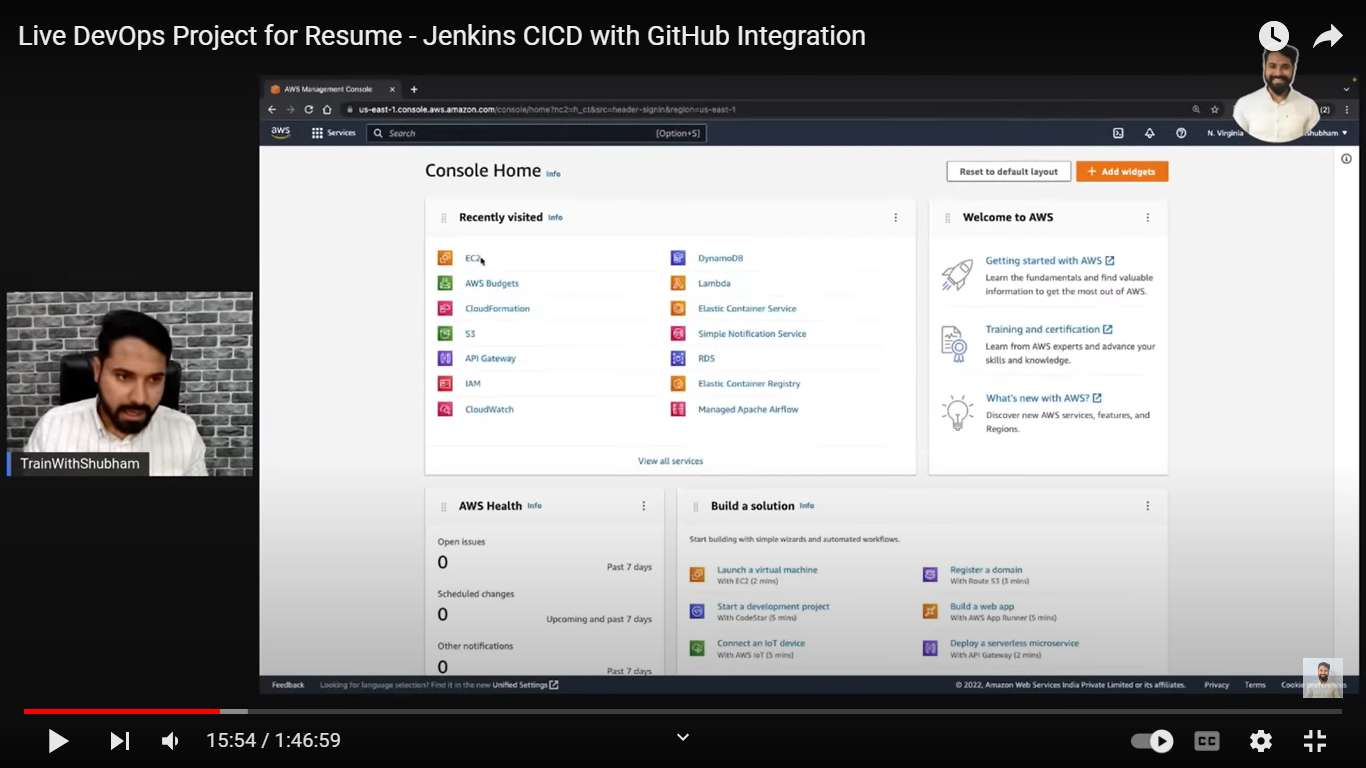 Live DevOps Project for Resume - Jenkins CICD with GitHub Integration
AWS Management Console
us-east-1.console.aws.amazon.com/console/home?nc2=h_ct&src=header-signin&region=us-east-1
(2)
aws
Services
Search
[Option+S]
N. Virginia
shubham
Console Home Info
Reset to default layout
+ Add widgets
Recently visited Info
EC2
AWS Budgets
CloudFormation
S3
API Gateway
IAM
CloudWatch
DynamoDB
Lambda
Elastic Container Service
Simple Notification Service
RDS
Elastic Container Registry
Managed Apache Airflow
View all services
Welcome to AWS
Getting started with AWS
Learn the fundamentals and find valuable
information to get the most out of AWS.
Training and certification
Learn from AWS experts and advance your
skills and knowledge.
What's new with AWS?
Discover new AWS services, features, and
Regions.
TrainWithShubham
AWS Health Info
Open issues
0
Past 7 days
Scheduled changes
0
Upcoming and past 7 days
Other notifications
0
Past 7 days
Build a solution Info
Start building with simple wizards and automated workflows.
Launch a virtual machine
With EC2 (2 mins)
Start a development project
With CodeStar (5 mins)
Connect an IoT device
With AWS IoT (5 mins)
Register a domain
With Route 53 (3 mins)
Build a web app
With AWS App Runner (5 mins)
Deploy a serverless microservice
With API Gateway (2 mins)
Feedback
Looking for language selection? Find it in the new Unified Settings
© 2022, Amazon Web Services India Private Limited or its affiliates.
Privacy
Terms
Cookie preferences
15:54 / 1:46:59
CC